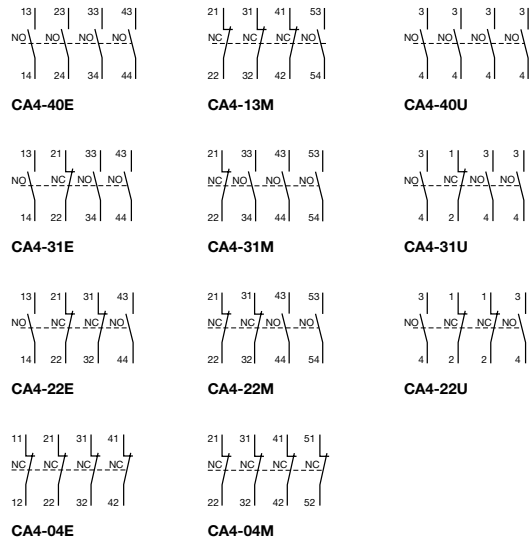 13 23 33 43
NO NO NO NO
14 24 34 44
CA4-40E
21 31 41 53
NC NC NC NO
22 32 42 54
CA4-13M
3 3 3 3
NO NO NO NO
4 4 4 4
CA4-40U
13 21 33 43
NO NC NO NO
14 22 34 44
CA4-31E
21 33 43 53
NC NO NO NO
22 34 44 54
CA4-31M
3 1 3 3
NO NC NO NO
4 2 4 4
CA4-31U
13 21 31 43
NO NC NC NO
14 22 32 44
CA4-22E
21 31 43 53
NC NC NO NO
22 32 44 54
CA4-22M
3 1 1 3
NO NC NC NO
4 2 2 4
CA4-22U
11 21 31 41
NC NC NC NC
12 22 32 42
CA4-04E
21 31 41 51
NC NC NC NC
22 32 42 52
CA4-04M